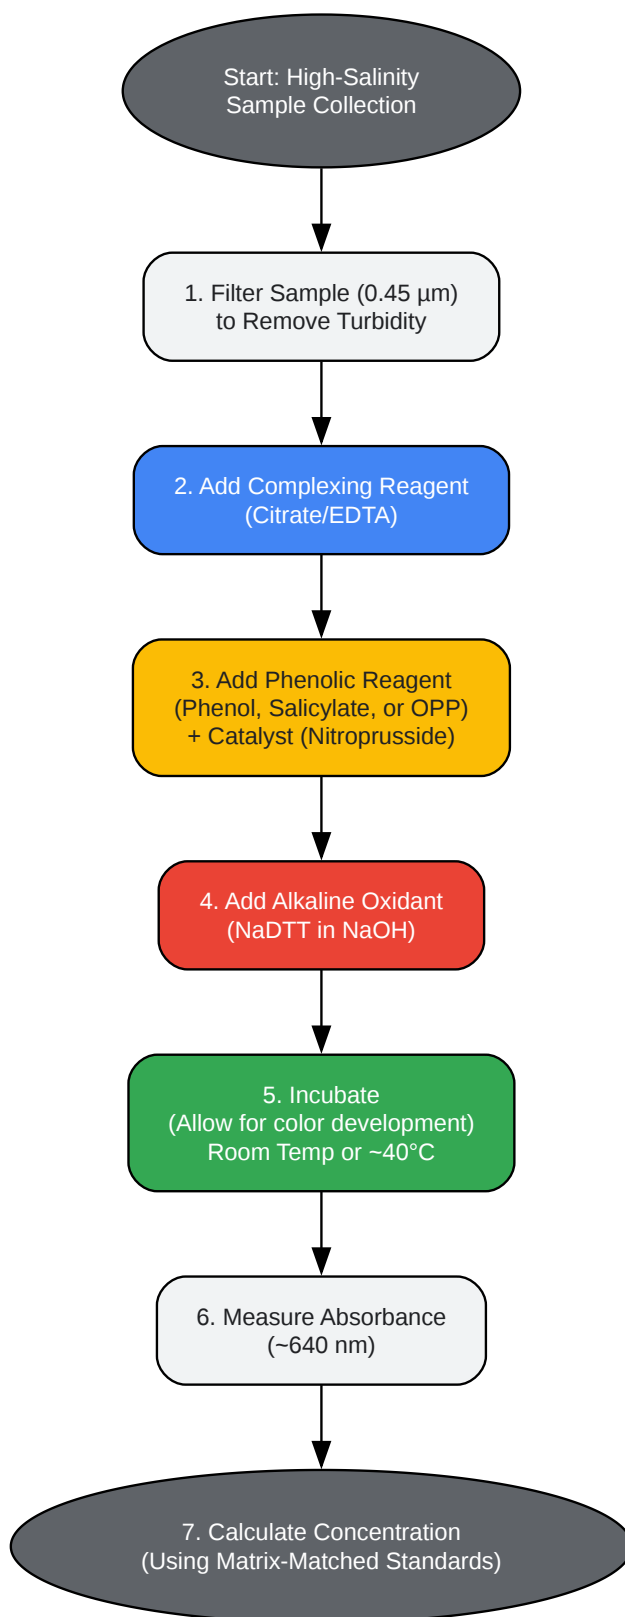 Start: High-Salinity
Sample Collection
1. Filter Sample (0.45 µm)
to Remove Turbidity
2. Add Complexing Reagent
(Citrate/EDTA)
3. Add Phenolic Reagent
(Phenol, Salicylate, or OPP)
+ Catalyst (Nitroprusside)
4. Add Alkaline Oxidant
(NaDTT in NaOH)
5. Incubate
(Allow for color development)
Room Temp or ~40°C
6. Measure Absorbance
(~640 nm)
7. Calculate Concentration
(Using Matrix-Matched Standards)